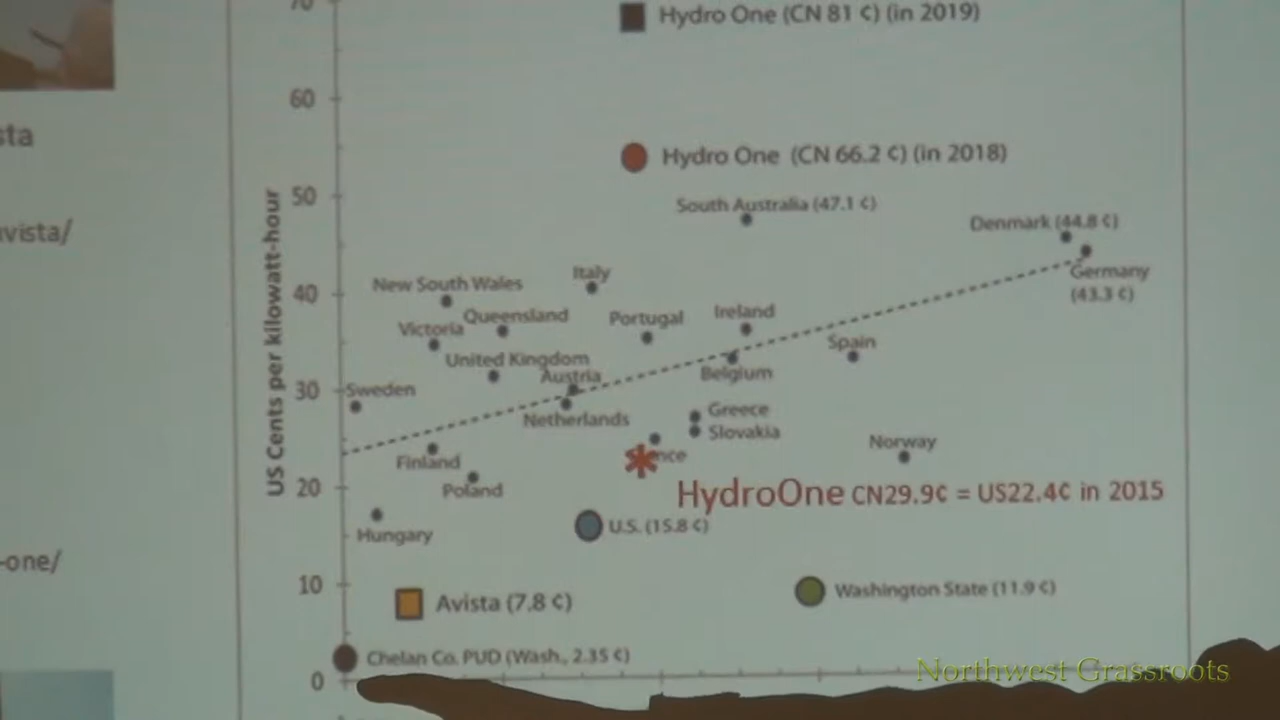 70
Hydro One (CN 81 ¢) (in 2019)
60
Hydro One (CN 66.2 ¢) (in 2018)
50
South Australia (47.1 ¢)
Denmark (44.8 ¢)
Germany
(43.3 ¢)
New South Wales
Italy
40
Queensland
Victoria
Portugal
Ireland
United Kingdom
Austria
Belgium
Spain
30
Sweden
Netherlands
Greece
Slovakia
Finland
Norway
Poland
20
HydroOne CN29.9¢ = US22.4¢ in 2015
Hungary
U.S. (15.8 ¢)
10
Avista (7.8 ¢)
Washington State (11.9 ¢)
Chelan Co. PUD (Wash., 2.35 ¢)
0
US Cents per kilowatt-hour
sta
avista/
-one/
Northwest Grassroots